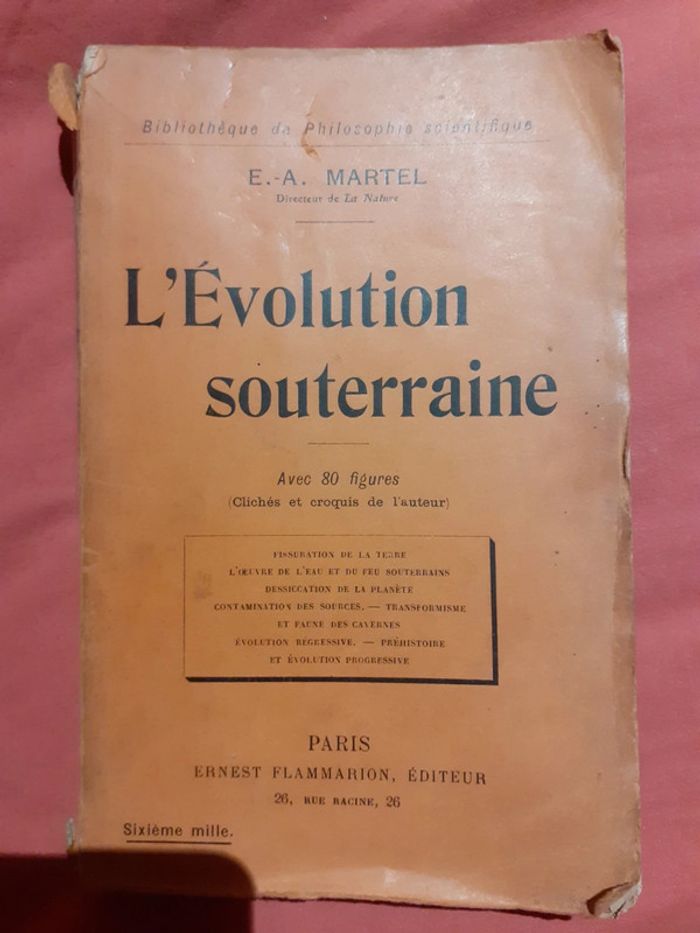 Bibliothèque de Philosophie scientifique
E.-A. MARTEL
Directeur de La Nature
L'Évolution
souterraine
Avec 80 figures
(Clichés et croquis de l'auteur)
FISSURATION DE LA TERRE
L'ŒUVRE DE L'EAU ET DU FEU SOUTERRAINS
DESSICCATION DE LA PLANÈTE
CONTAMINATION DES SOURCES. — TRANSFORMISME
ET FAUNE DES CAVERNES
ÉVOLUTION RÉGRESSIVE. — PRÉHISTOIRE
ET ÉVOLUTION PROGRESSIVE
PARIS
ERNEST FLAMMARION, ÉDITEUR
26, RUE RACINE, 26
Sixième mille.